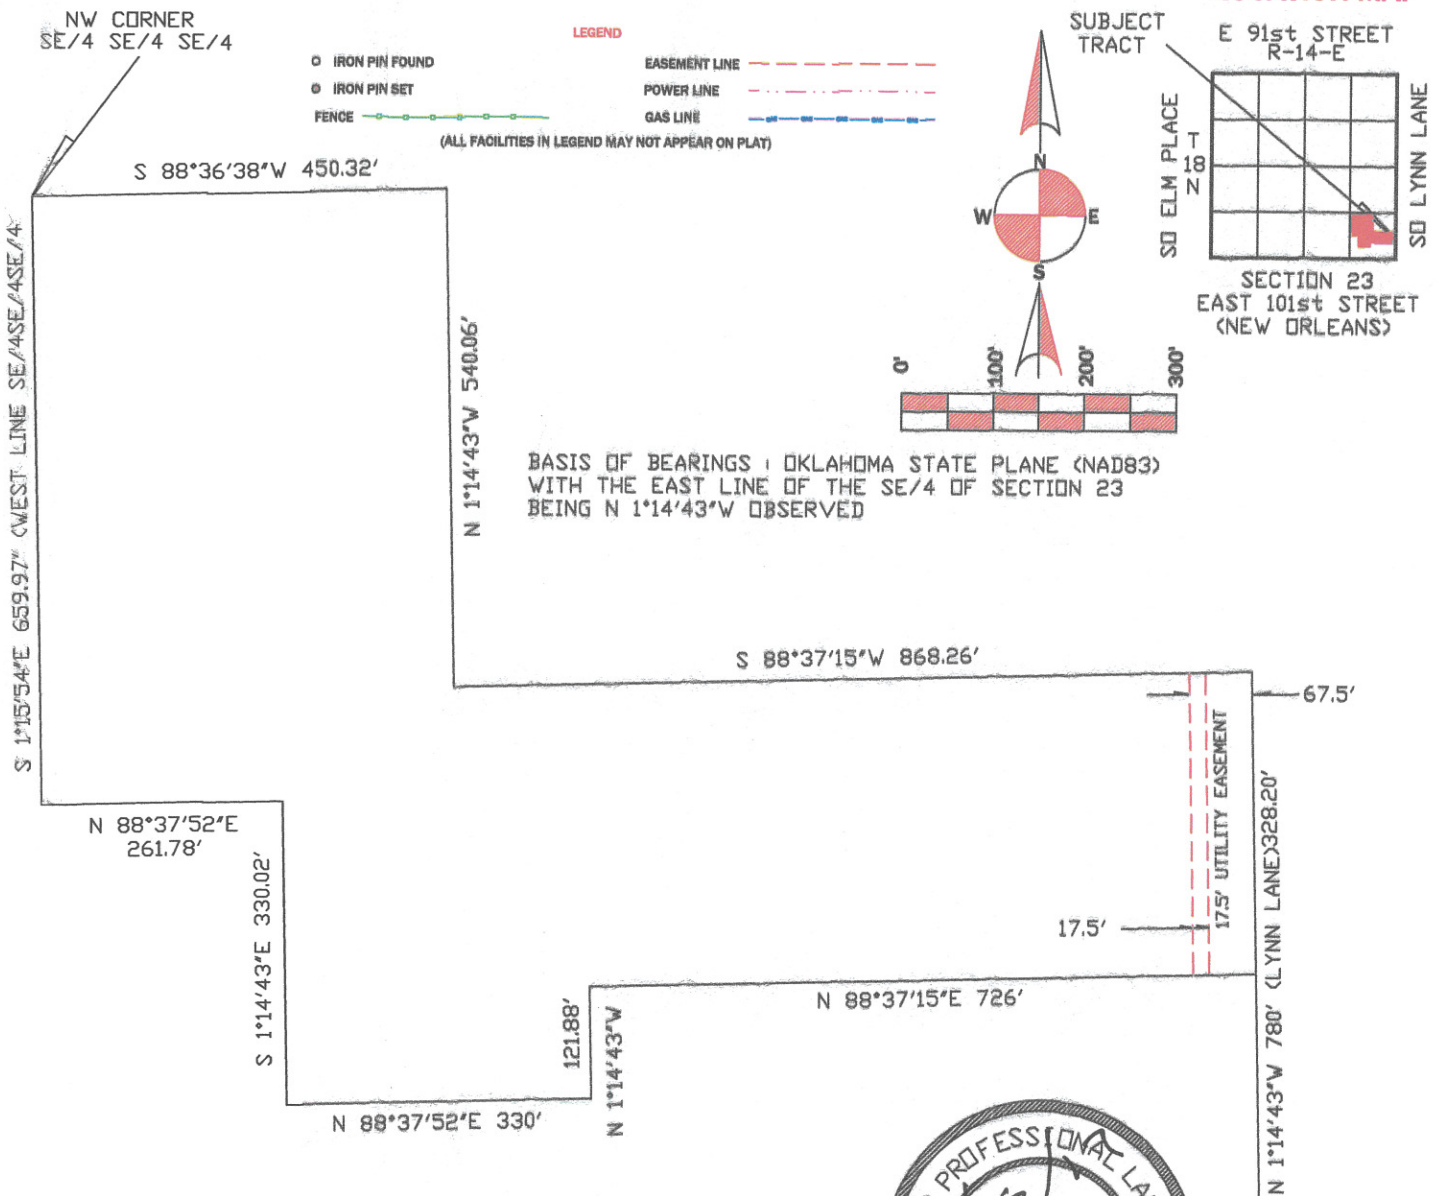 NW CORNER
SE/4 SE/4 SE/4
LEGEND
IRON PIN FOUND
IRON PIN SET
FENCE
EASEMENT LINE
POWER LINE
GAS LINE
(ALL FACILITIES IN LEGEND MAY NOT APPEAR ON PLAT)
SUBJECT
TRACT
E 91st STREET
R-14-E
SO ELM PLACE
T
18
N
SO LYNN LANE
SECTION 23
EAST 101st STREET
(NEW ORLEANS)
N
W
E
S
0'
100'
200'
300'
BASIS OF BEARINGS : OKLAHOMA STATE PLANE (NAD83)
WITH THE EAST LINE OF THE SE/4 OF SECTION 23
BEING N 1°14'43"W OBSERVED
S 88°36'38"W 450.32'
S 1°15'54"E 659.97" (WEST LINE SE/4SE/4SE/4
N 1°14'43"W 540.06'
S 88°37'15"W 868.26'
67.5'
17.5' UTILITY EASEMENT
17.5'
N 1°14'43"W 780' (LYNN LANE)328.20'
N 88°37'52"E
261.78'
S 1°14'43"E 330.02'
N 88°37'15"E 726'
121.88'
N 1°14'43"W
N 88°37'52"E 330'
PROFESSIONAL